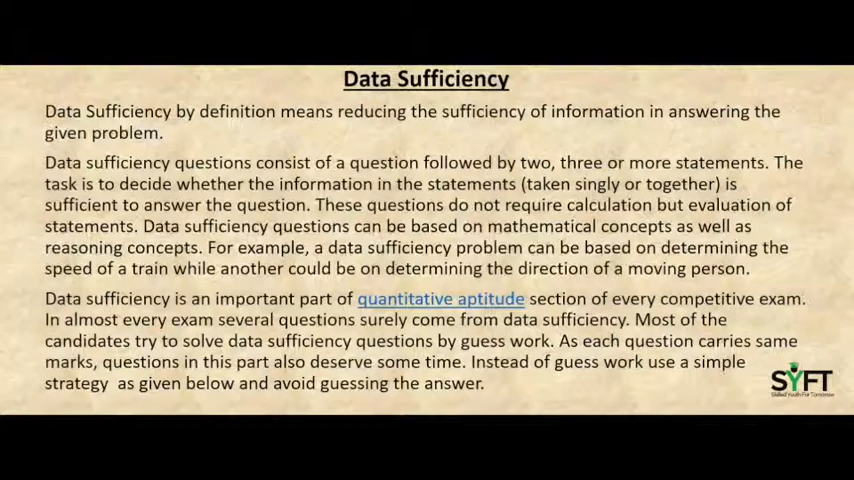 Data Sufficiency
Data Sufficiency by definition means reducing the sufficiency of information in answering the
given problem.
Data sufficiency questions consist of a question followed by two, three or more statements. The
task is to decide whether the information in the statements (taken singly or together) is
sufficient to answer the question. These questions do not require calculation but evaluation of
statements. Data sufficiency questions can be based on mathematical concepts as well as
reasoning concepts. For example, a data sufficiency problem can be based on determining the
speed of a train while another could be on determining the direction of a moving person.
Data sufficiency is an important part of quantitative aptitude section of every competitive exam.
In almost every exam several questions surely come from data sufficiency. Most of the
candidates try to solve data sufficiency questions by guess work. As each question carries same
marks, questions in this part also deserve some time. Instead of guess work use a simple
strategy as given below and avoid guessing the answer.
SYFT
Skilled Youth For Tomorrow